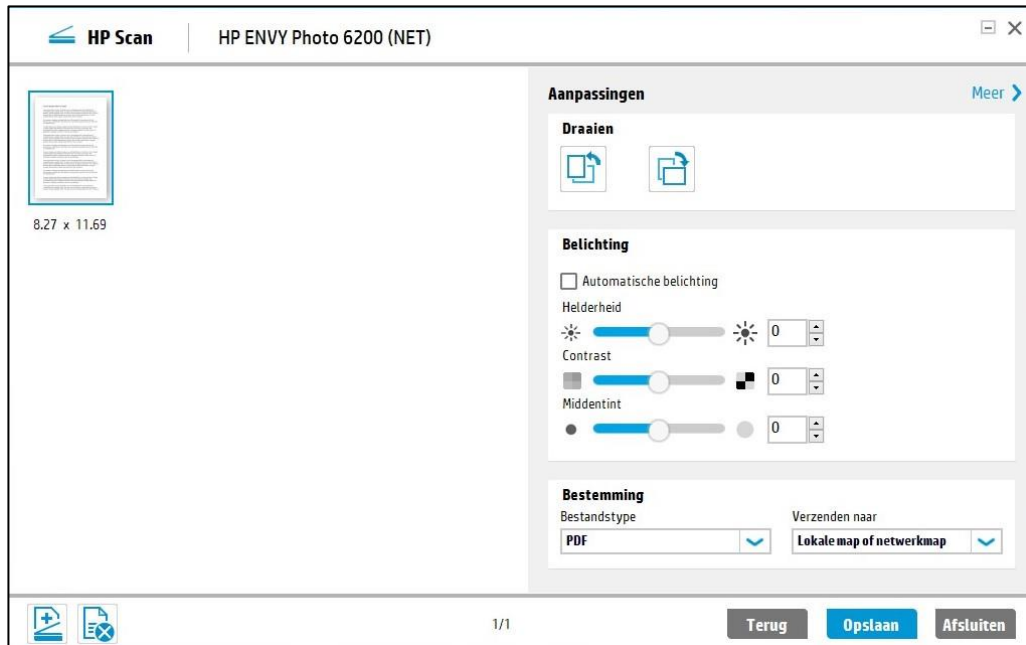 HP Scan
HP ENVY Photo 6200 (NET)
Aanpassingen
Meer
Draaien
8.27 x 11.69
Belichting
Automatische belichting
Helderheid
0
Contrast
0
Middentint
0
Bestemming
Bestandstype
Verzenden naar
PDF
Lokale map of netwerkmap
1/1
Terug
Opslaan
Afsluiten